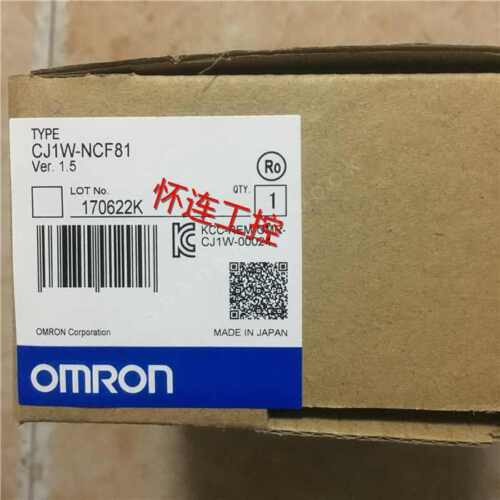 TYPE
CJ1W-NCF81
Ver. 1.5
Ro
LOT No.
QTY.
170622K
1
怀连工控
CJ1W-0002
OMRON Corporation
MADE IN JAPAN
OMRON